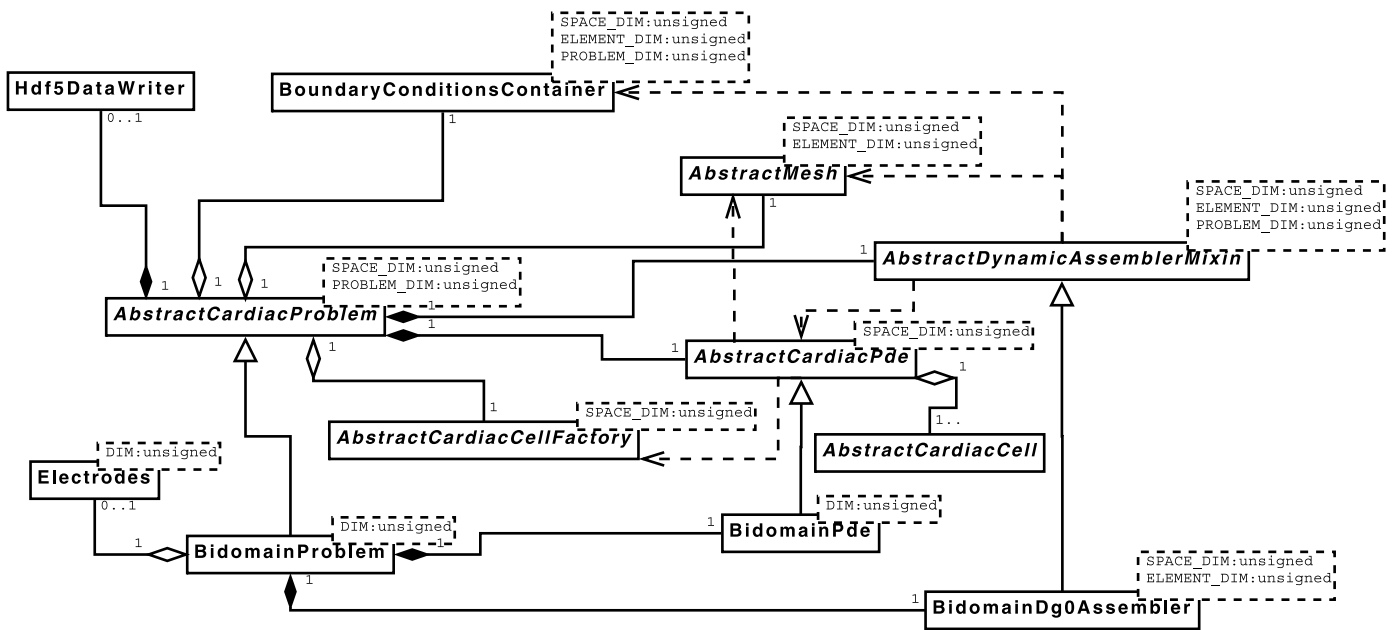 SPACE_DIM:unsigned
ELEMENT_DIM:unsigned
PROBLEM_DIM:unsigned
Hdf5DataWriter
BoundaryConditionsContainer
0..1
1
SPACE_DIM:unsigned
ELEMENT_DIM:unsigned
AbstractMesh
1
SPACE_DIM:unsigned
ELEMENT_DIM:unsigned
PROBLEM_DIM:unsigned
1
AbstractDynamicAssemblerMixin
SPACE_DIM:unsigned
PROBLEM_DIM:unsigned
1
1
1
AbstractCardiacProblem
1
1
1
SPACE_DIM:unsigned
1
AbstractCardiacPde
1
1
SPACE_DIM:unsigned
AbstractCardiacCellFactory
1..
AbstractCardiacCell
DIM:unsigned
Electrodes
0..1
DIM:unsigned
BidomainPde
1
DIM:unsigned
1
BidomainProblem
1
1
SPACE_DIM:unsigned
ELEMENT_DIM:unsigned
1
BidomainDg0Assembler